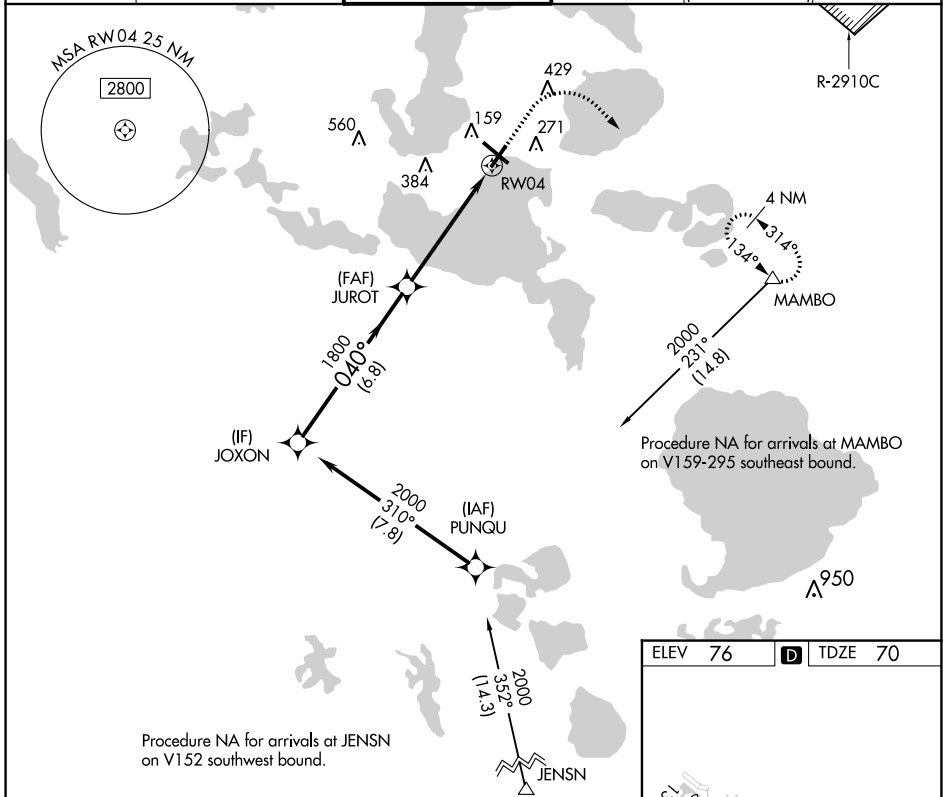 MSA RW04 25 NM
2800
R-2910C
429
560
159
271
384
RW04
4 NM
314°
134°
(FAF)
JUROT
MAMBO
1800
040°
(6.8)
2000
231°
(14.8)
(IF)
JOXON
Procedure NA for arrivals at MAMBO
on V159-295 southeast bound.
2000
310°
(7.8)
(IAF)
PUNQU
950
ELEV 76
D
TDZE 70
2000
352°
(14.3)
Procedure NA for arrivals at JENSN
on V152 southwest bound.
JENSN